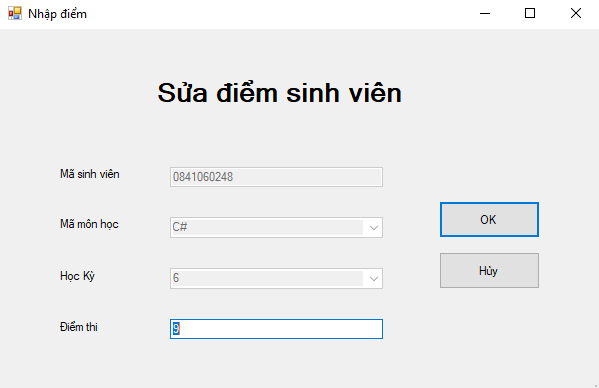 Nhập điểm
Sửa điểm sinh viên
Mã sinh viên 0841060248
Mã môn học C#
OK
Học Kỳ 6
Hủy
Điểm thi 9